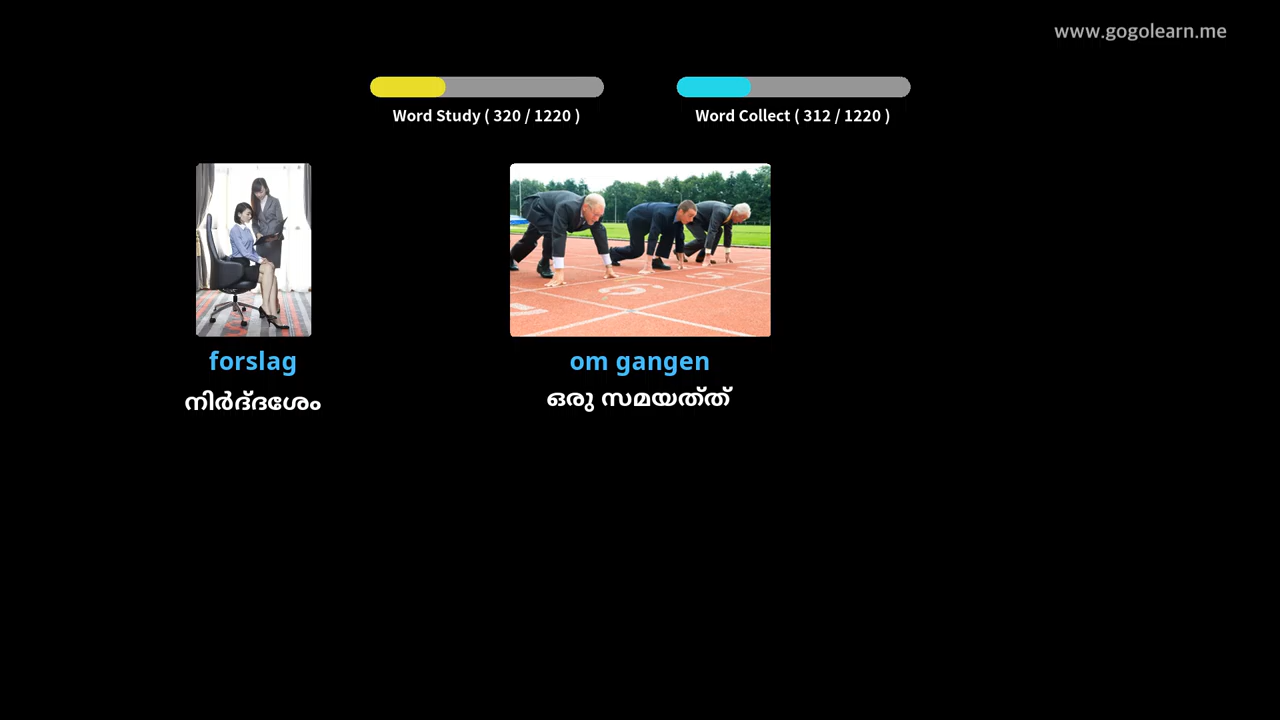 www.gogolearn.me
Word Study ( 320 / 1220 )
Word Collect ( 312 / 1220 )
forslag
നിർദ്ദേശം
om gangen
ഒരു സമയത്ത്